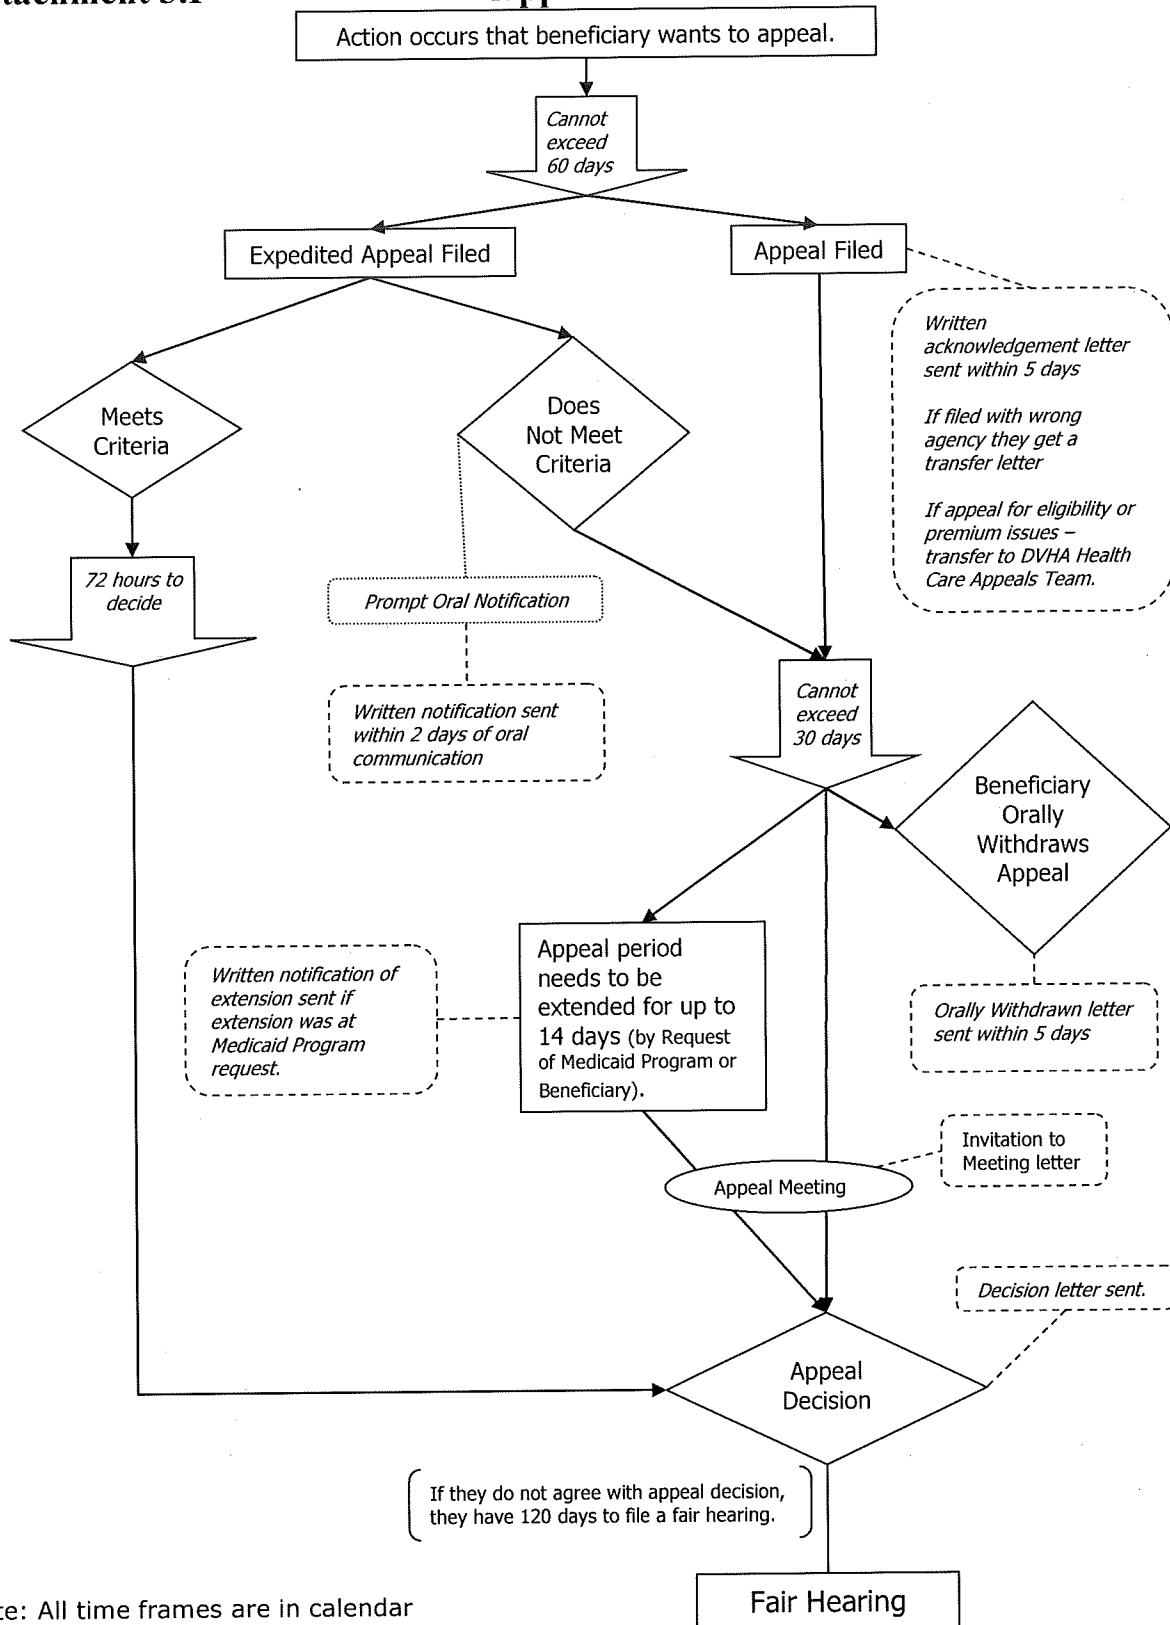 Action occurs that beneficiary wants to appeal.
Cannot
exceed
60 days
Expedited Appeal Filed
Appeal Filed
Written
acknowledgement letter
sent within 5 days
If filed with wrong
agency they get a
transfer letter
If appeal for eligibility or
premium issues –
transfer to DVHA Health
Care Appeals Team.
Meets
Criteria
Does
Not Meet
Criteria
72 hours to
decide
Prompt Oral Notification
Written notification sent
within 2 days of oral
communication
Cannot
exceed
30 days
Beneficiary
Orally
Withdraws
Appeal
Appeal period
needs to be
extended for up to
14 days (by Request
of Medicaid Program or
Beneficiary).
Written notification of
extension sent if
extension was at
Medicaid Program
request.
Orally Withdrawn letter
sent within 5 days
Invitation to
Meeting letter
Appeal Meeting
Decision letter sent.
Appeal
Decision
If they do not agree with appeal decision,
they have 120 days to file a fair hearing.
Fair Hearing
te: All time frames are in calendar